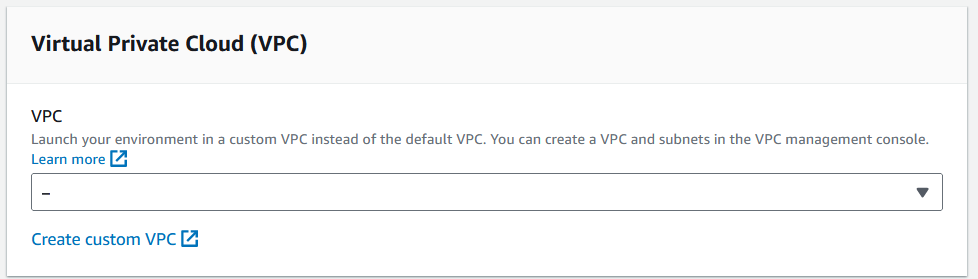 Virtual Private Cloud (VPC)
VPC
Launch your environment in a custom VPC instead of the default VPC. You can create a VPC and subnets in the VPC management console.
Learn more
–
Create custom VPC